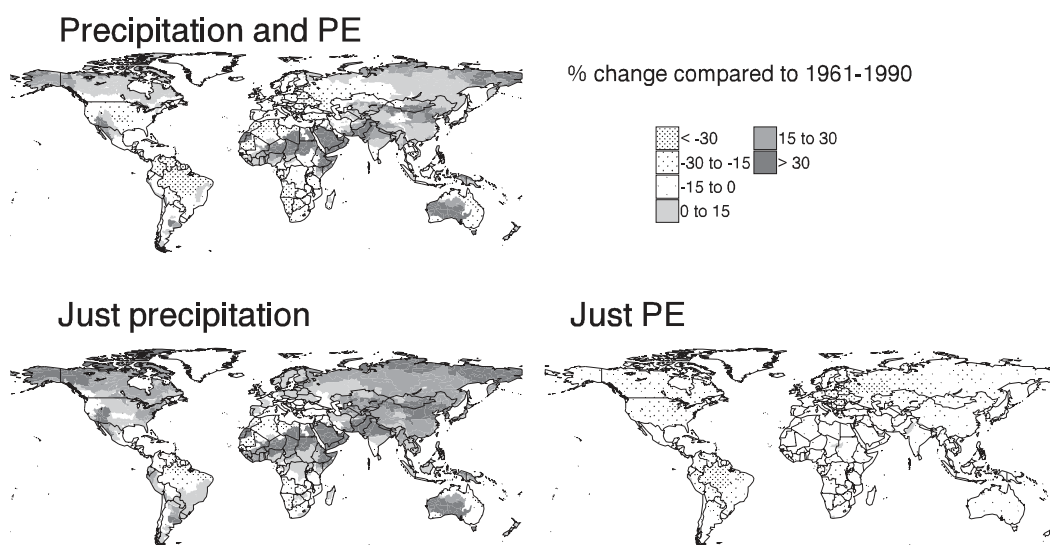 Precipitation and PE
% change compared to 1961-1990
< -30
15 to 30
-30 to -15
> 30
-15 to 0
0 to 15
Just precipitation
Just PE